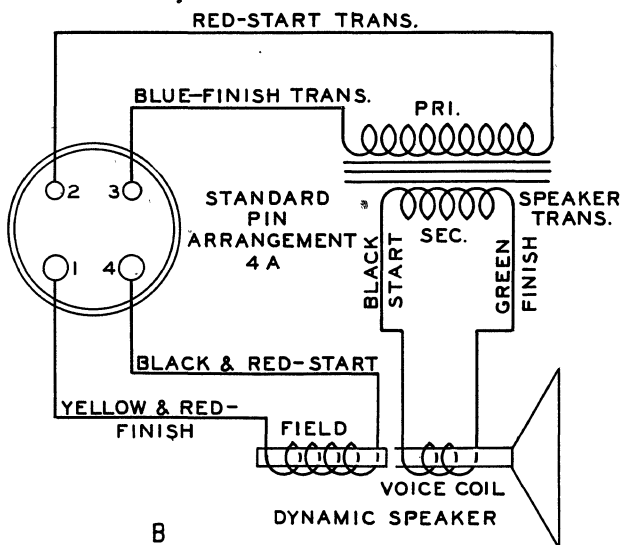 RED-START TRANS.
BLUE-FINISH TRANS.
PRI.
2
3
STANDARD
PIN
ARRANGEMENT
4 A
SPEAKER
TRANS.
SEC.
BLACK
START
GREEN
FINISH
1
4
BLACK & RED-START
YELLOW & RED-
FINISH
FIELD
VOICE COIL
DYNAMIC SPEAKER
B